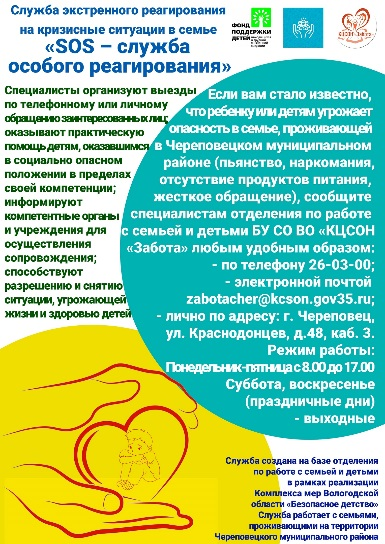 Служба экстренного реагирования
на кризисные ситуации в семье
«SOS – служба
особого реагирования»
ФОНД
ПОДДЕРЖКИ
ДЕТЕЙ
Специалисты организуют выезды
по телефонному или личному
обращению заинтересованных лиц;
оказывают практическую
помощь детям, оказавшимся
в социально опасном
положении в пределах
своей компетенции;
информируют
компетентные органы
и учреждения для
осуществления
сопровождения;
способствуют
разрешению и снятию
ситуации, угрожающей
жизни и здоровью детей
Если вам стало известно,
что ребенку или детям угрожает
опасность в семье, проживающей
в Череповецком муниципальном
районе (пьянство, наркомания,
отсутствие продуктов питания,
жесткое обращение), сообщите
специалистам отделения по работе
с семьей и детьми БУ СО ВО «КЦСОН
«Забота» любым удобным образом:
- по телефону 26-03-00;
- электронной почтой
zabotacher@kcson.gov35.ru;
- лично по адресу: г. Череповец,
ул. Краснодонцев, д.48, каб. 3.
Режим работы:
Понедельник-пятница с 8.00 до 17.00
Суббота, воскресенье
(праздничные дни)
- выходные
Служба создана на базе отделения
по работе с семьей и детьми
в рамках реализации
Комплекса мер Вологодской
области «Безопасное детство»
Служба работает с семьями,
проживающими на территории
Череповецкого муниципального района